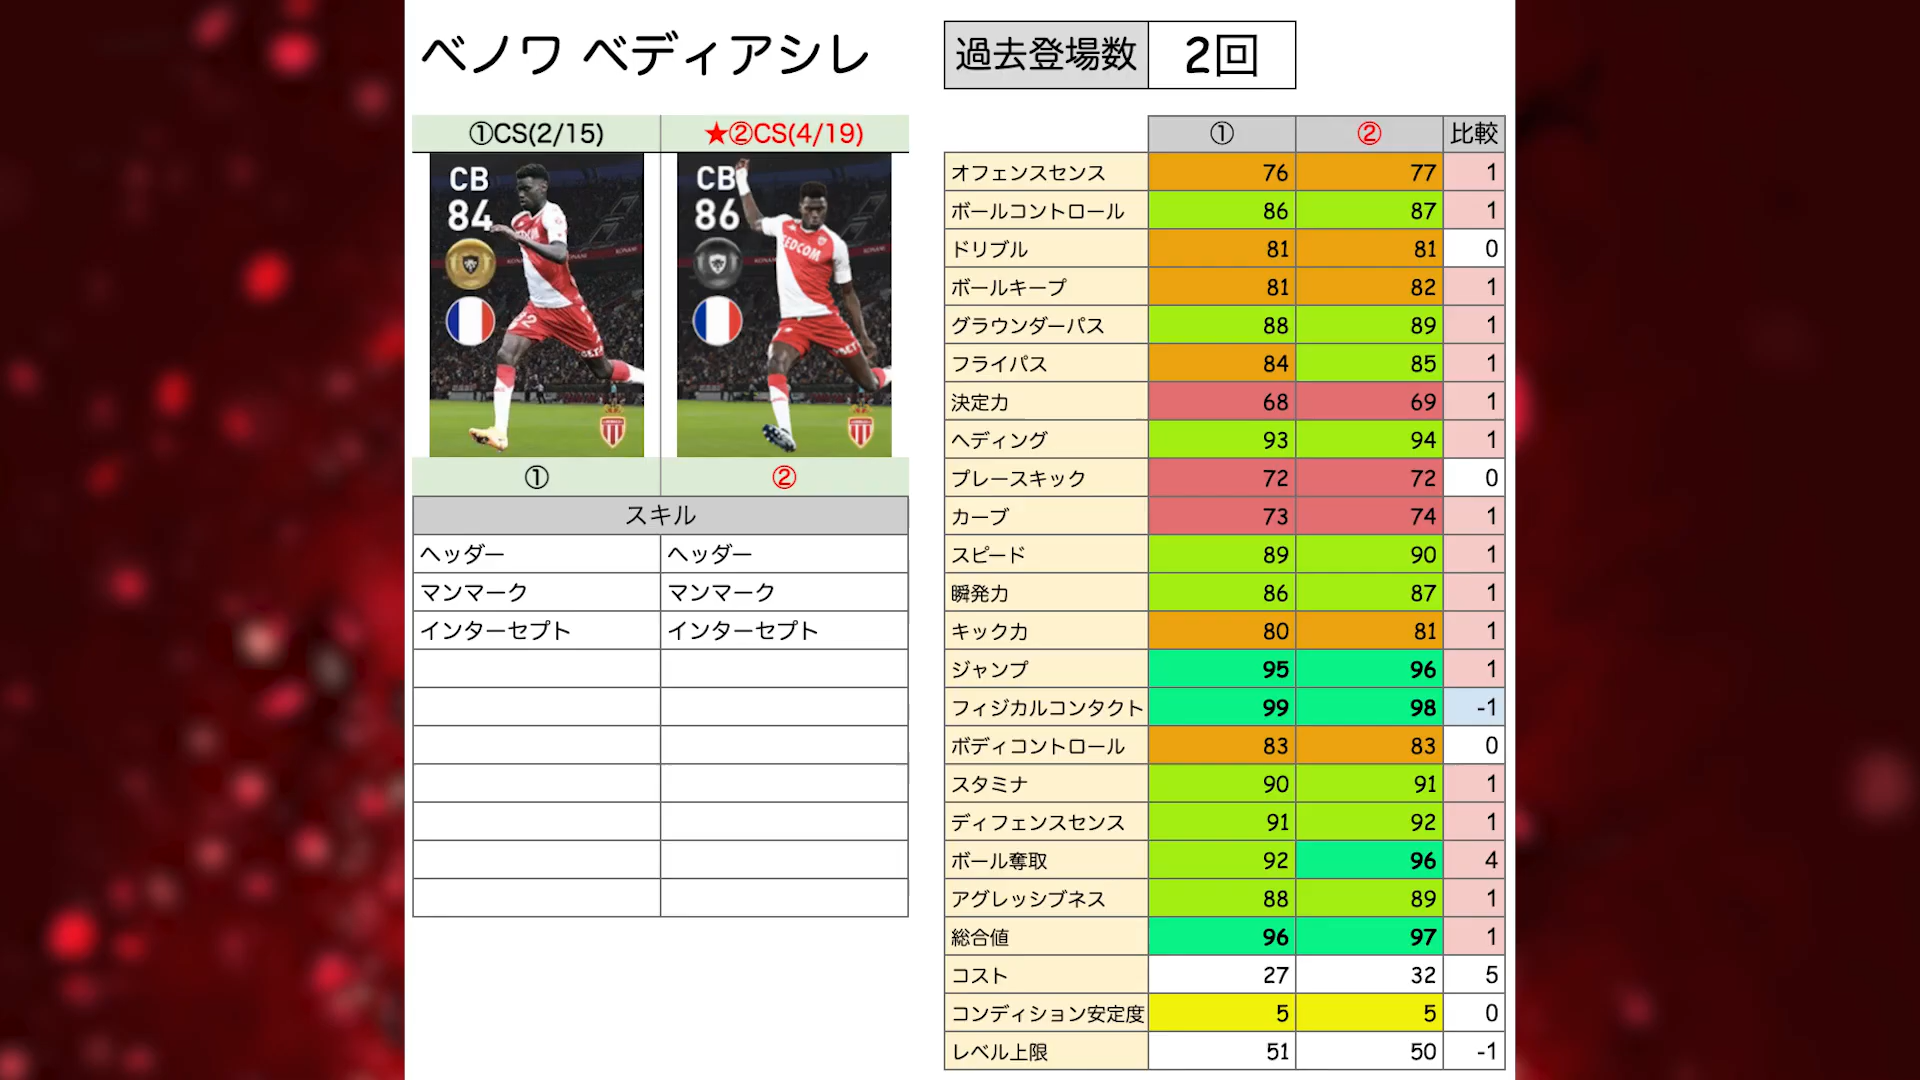 ベノワ ベディアシレ
過去登場数 2回
①CS(2/15) ★②CS(4/19)
CB
84
CB
86
① ②
スキル
ヘッダー ヘッダー
マンマーク マンマーク
インターセプト インターセプト
① ② 比較
オフェンスセンス 76 77 1
ボールコントロール 86 87 1
ドリブル 81 81 0
ボールキープ 81 82 1
グラウンダーパス 88 89 1
フライパス 84 85 1
決定力 68 69 1
ヘディング 93 94 1
プレースキック 72 72 0
カーブ 73 74 1
スピード 89 90 1
瞬発力 86 87 1
キック力 80 81 1
ジャンプ 95 96 1
フィジカルコンタクト 99 98 -1
ボディコントロール 83 83 0
スタミナ 90 91 1
ディフェンスセンス 91 92 1
ボール奪取 92 96 4
アグレッシブネス 88 89 1
総合値 96 97 1
コスト 27 32 5
コンディション安定度 5 5 0
レベル上限 51 50 -1